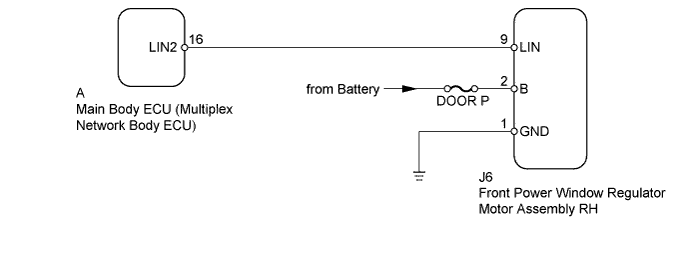 LIN2
16
9
LIN
from Battery
DOOR P
2
B
1
GND
A
Main Body ECU (Multiplex
Network Body ECU)
J6
Front Power Window Regulator
Motor Assembly RH